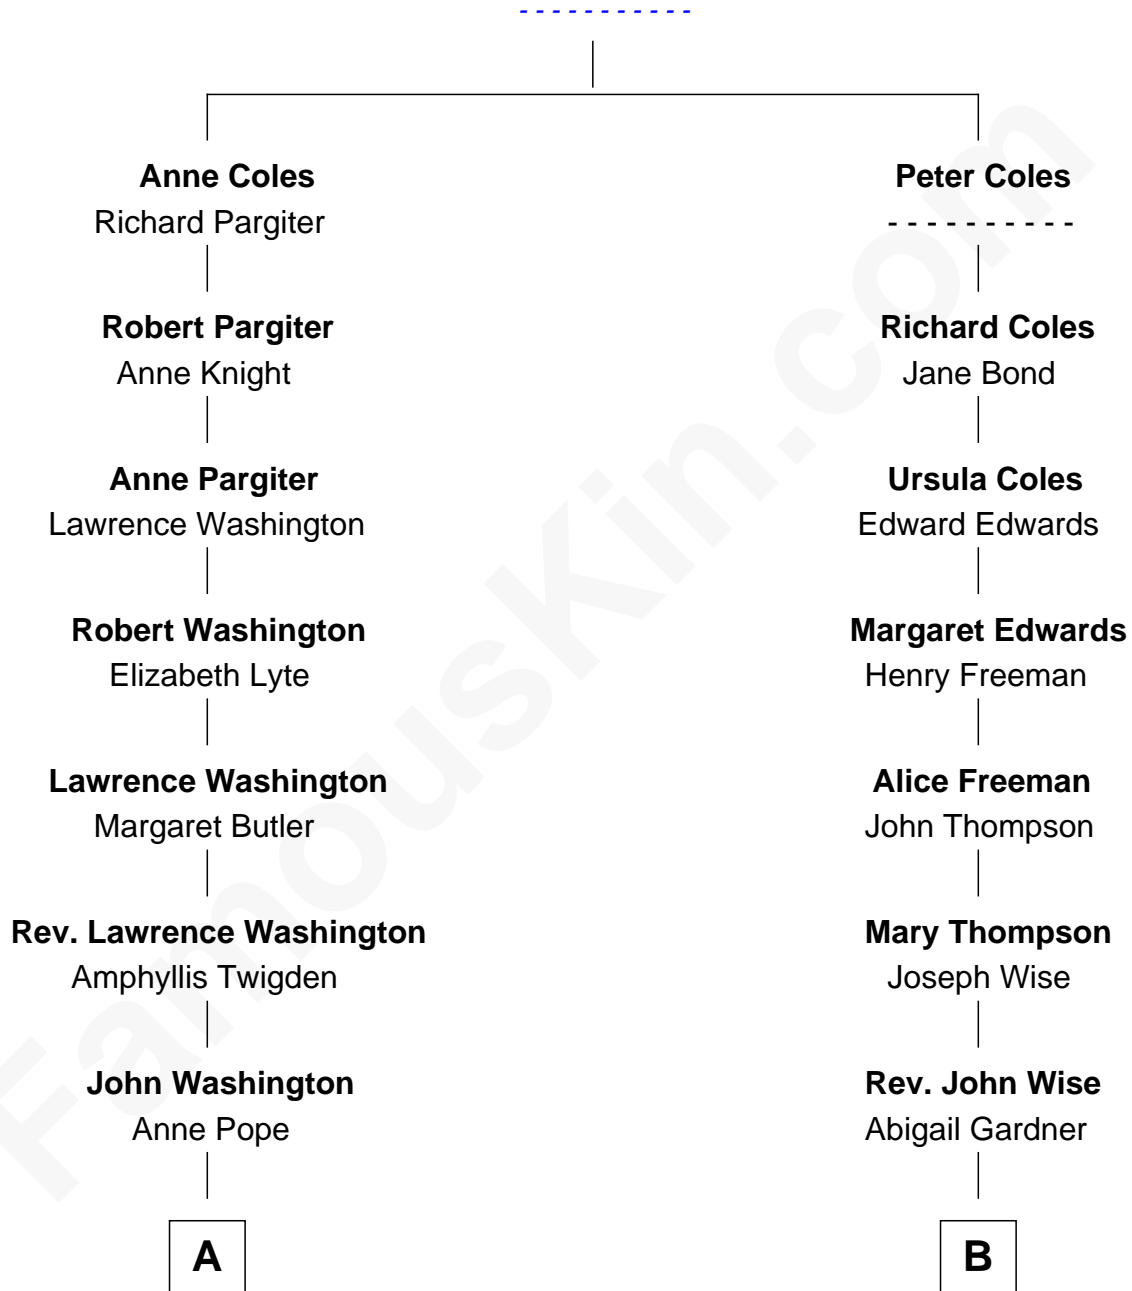 - - - - - - - - - - -
Anne Coles
Richard Pargiter
Peter Coles
- - - - - - - - - -
Robert Pargiter
Anne Knight
Richard Coles
Jane Bond
Anne Pargiter
Lawrence Washington
Ursula Coles
Edward Edwards
Robert Washington
Elizabeth Lyte
Margaret Edwards
Henry Freeman
Lawrence Washington
Margaret Butler
Alice Freeman
John Thompson
Rev. Lawrence Washington
Amphyllis Twigden
Mary Thompson
Joseph Wise
John Washington
Anne Pope
Rev. John Wise
Abigail Gardner
A
B
FamousKin.com